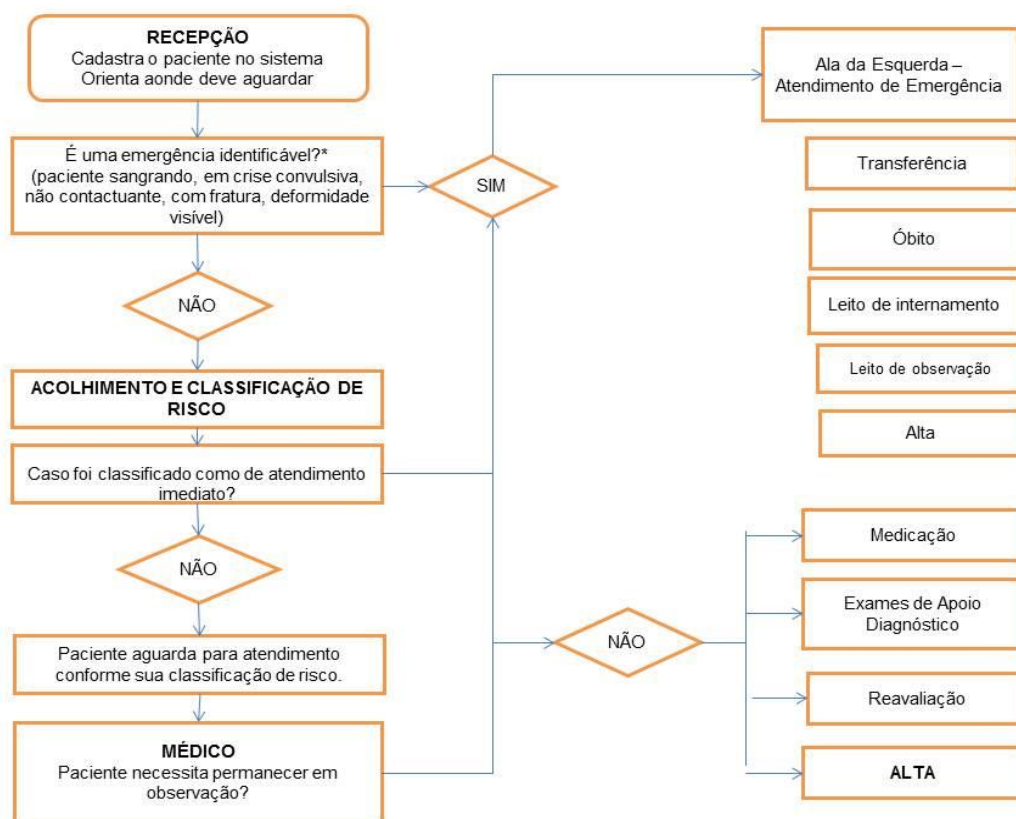 RECEPÇÃO
Cadastra o paciente no sistema
Orienta aonde deve aguardar
É uma emergência identificável?*
(paciente sangrando, em crise convulsiva,
não contactuante, com fratura, deformidade
visível)
SIM
NÃO
ACOLHIMENTO E CLASSIFICAÇÃO DE
RISCO
Caso foi classificado como de atendimento
imediato?
NÃO
Paciente aguarda para atendimento
conforme sua classificação de risco.
MÉDICO
Paciente necessita permanecer em
observação?
NÃO
Ala da Esquerda –
Atendimento de Emergência
Transferência
Óbito
Leito de internamento
Leito de observação
Alta
Medicação
Exames de Apoio
Diagnóstico
Reavaliação
ALTA